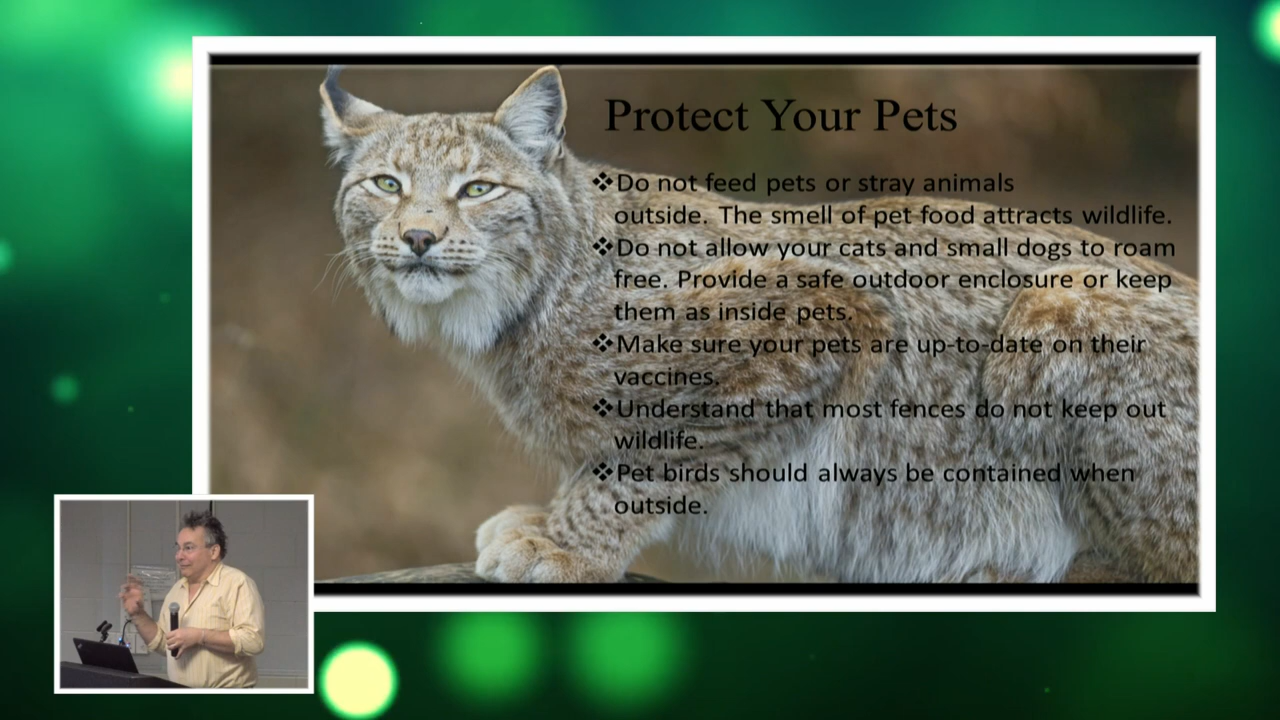 Protect Your Pets
❖Do not feed pets or stray animals
outside. The smell of pet food attracts wildlife.
❖Do not allow your cats and small dogs to roam
free. Provide a safe outdoor enclosure or keep
them as inside pets.
❖Make sure your pets are up-to-date on their
vaccines.
❖Understand that most fences do not keep out
wildlife.
❖Pet birds should always be contained when
outside.